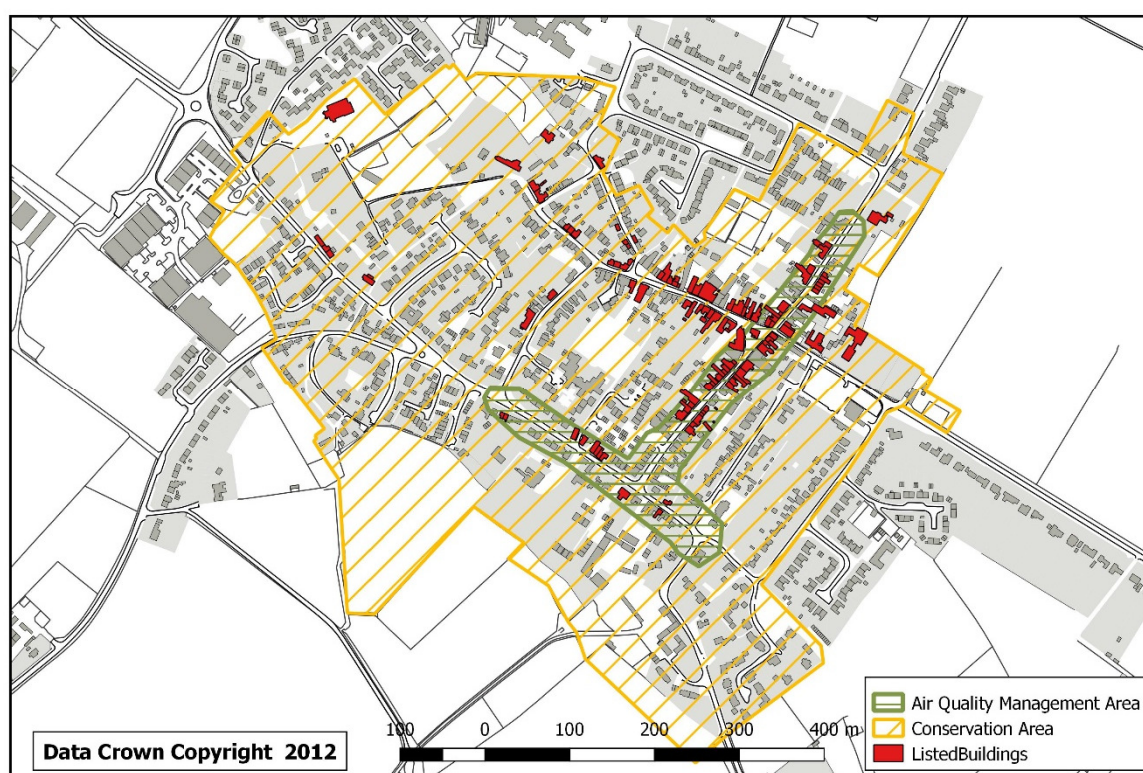 Air Quality Management Area
Conservation Area
ListedBuildings
Data Crown Copyright 2012
100 0 100 200 300 400 m